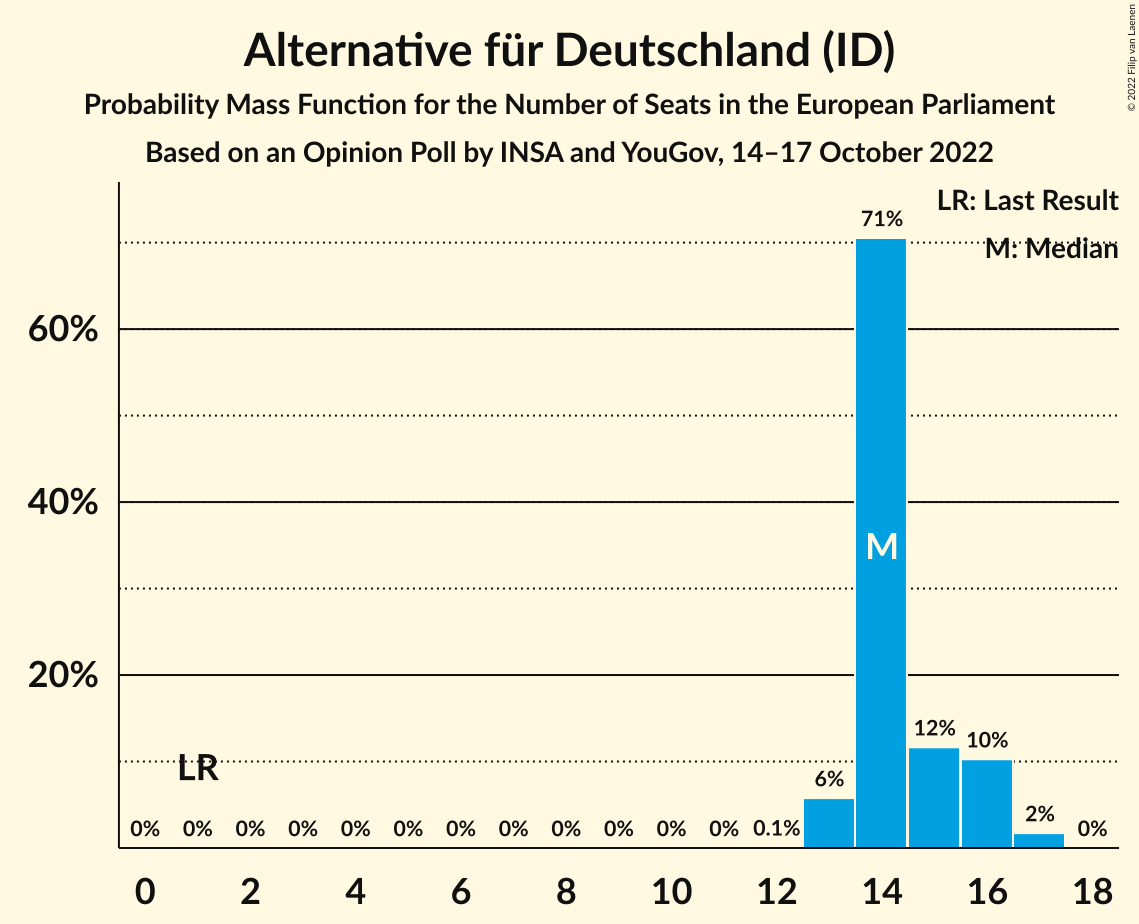 Alternative für Deutschland (ID)
Probability Mass Function for the Number of Seats in the European Parliament
Based on an Opinion Poll by INSA and YouGov, 14–17 October 2022
© 2022 Filip van Laenen
LR: Last Result
M: Median
71%
60%
40%
M
20%
12%
10%
LR
6%
2%
0% 0% 0% 0% 0% 0% 0% 0% 0% 0% 0% 0% 0.1% 0%
0 2 4 6 8 10 12 14 16 18